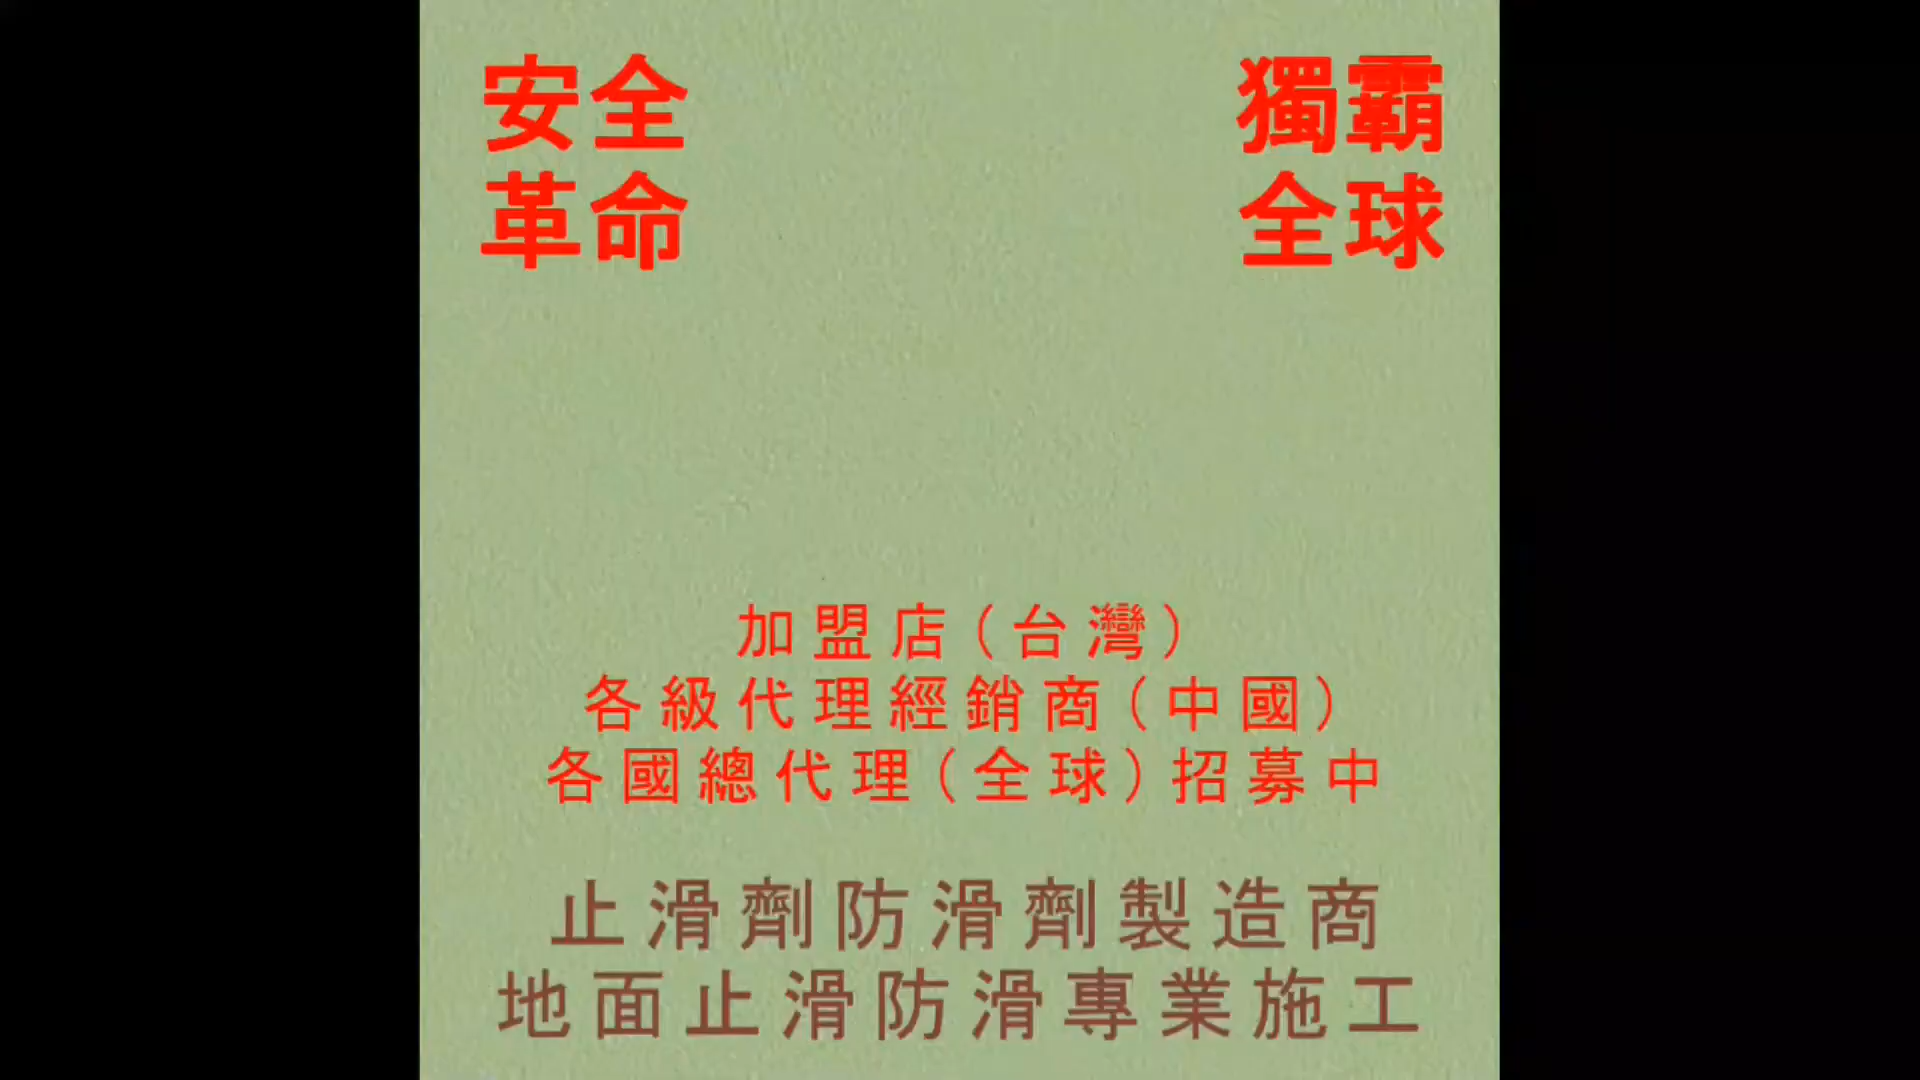 安全
革命
獨霸
全球
加盟店(台灣)
各級代理經銷商(中國)
各國總代理(全球)招募中
止滑劑防滑劑製造商
地面止滑防滑專業施工